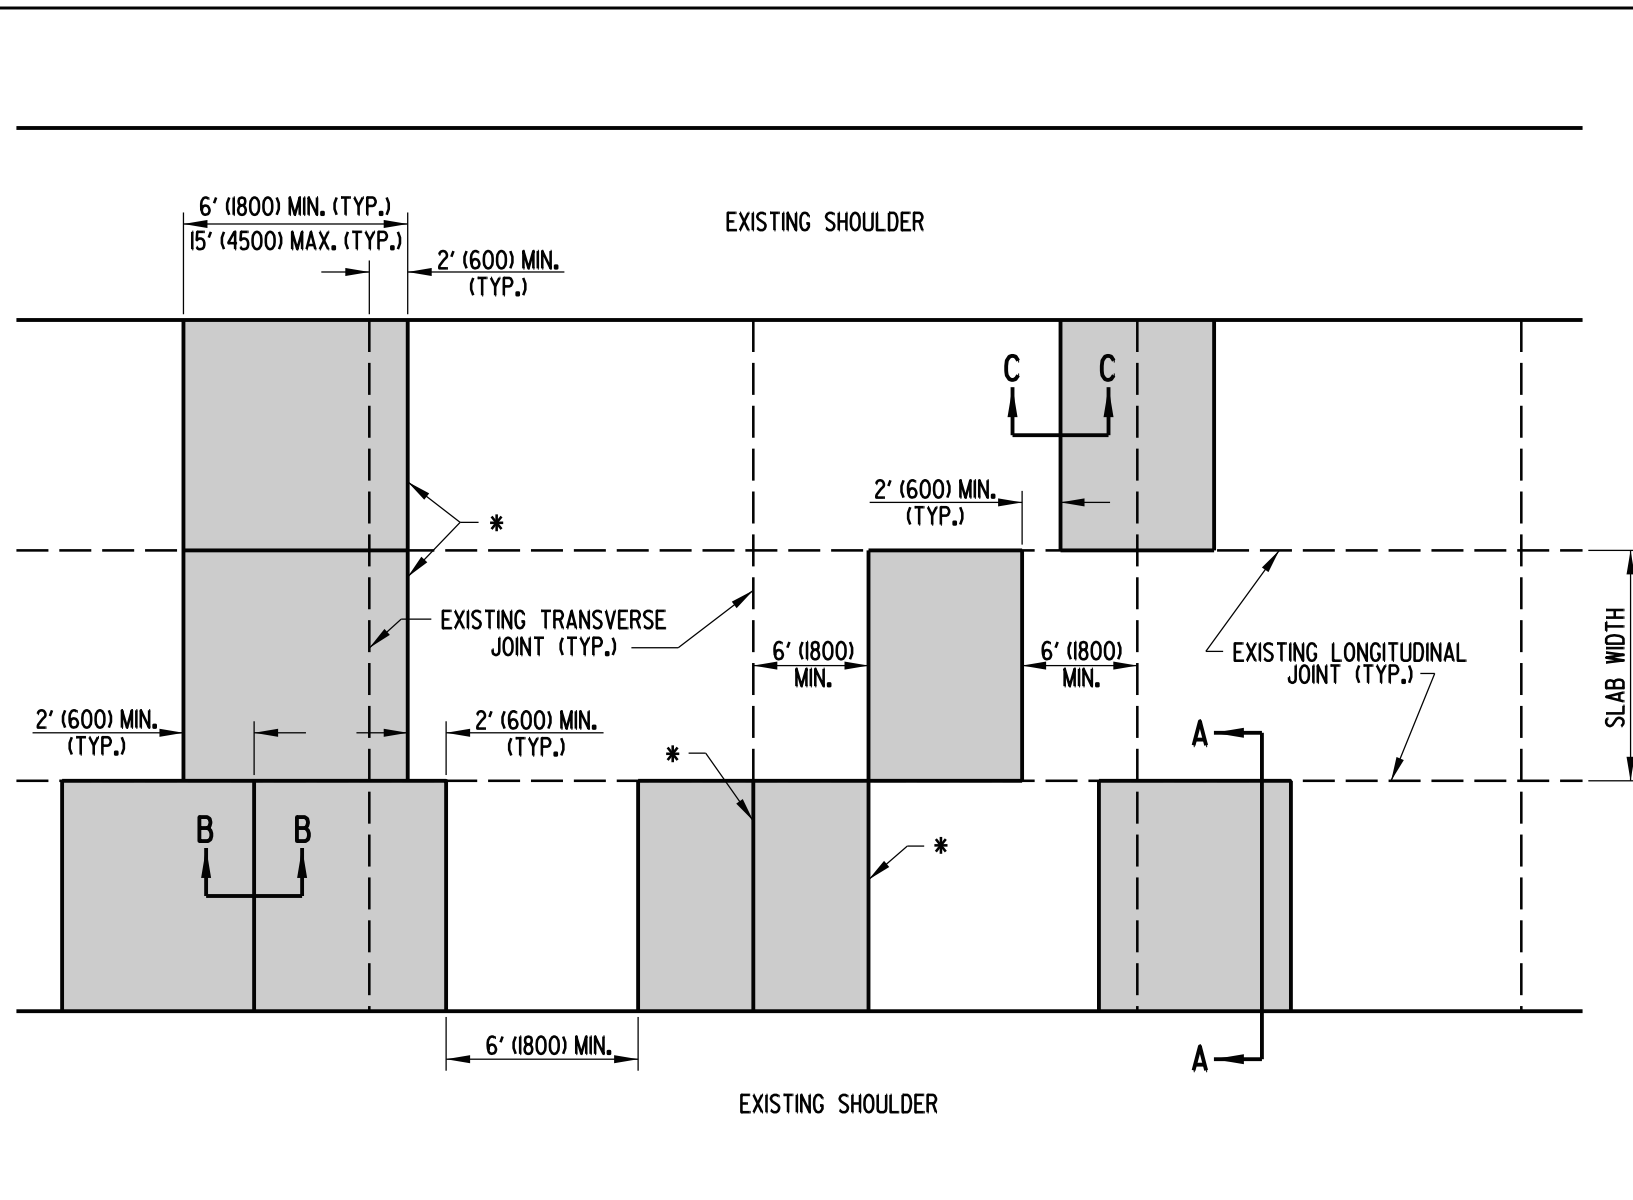 6' (1800) MIN. (TYP.)
15' (4500) MAX. (TYP.)
EXISTING SHOULDER
2' (600) MIN.
(TYP.)
C C
2' (600) MIN.
(TYP.)
*
EXISTING TRANSVERSE
JOINT (TYP.)
6' (1800)
MIN.
6' (1800)
MIN.
EXISTING LONGITUDINAL
JOINT (TYP.)
SLAB WIDTH
2' (600) MIN.
(TYP.)
2' (600) MIN.
(TYP.)
*
A
B B
*
6' (1800) MIN.
A
EXISTING SHOULDER